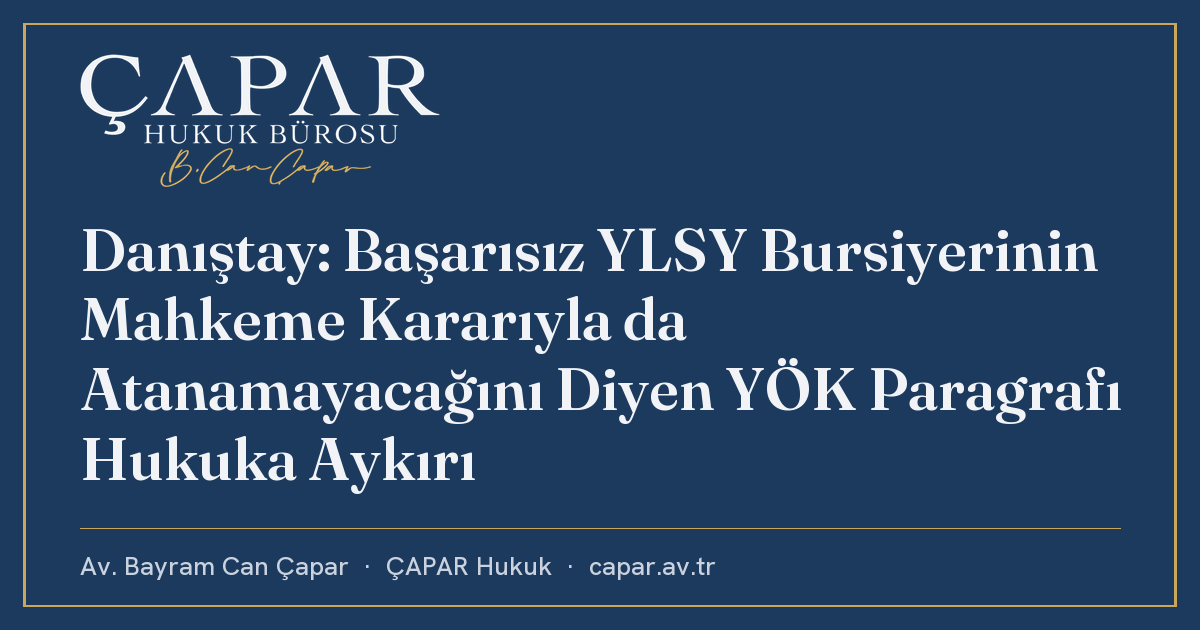 ÇAPAR
HUKUK BÜROSU
B.Can Çapar
Danıştay: Başarısız YLSY Bursiyerinin
Mahkeme Kararıyla da
Atanamayacağını Diyen YÖK Paragrafı
Hukuka Aykırı
Av. Bayram Can Çapar · ÇAPAR Hukuk · capar.av.tr